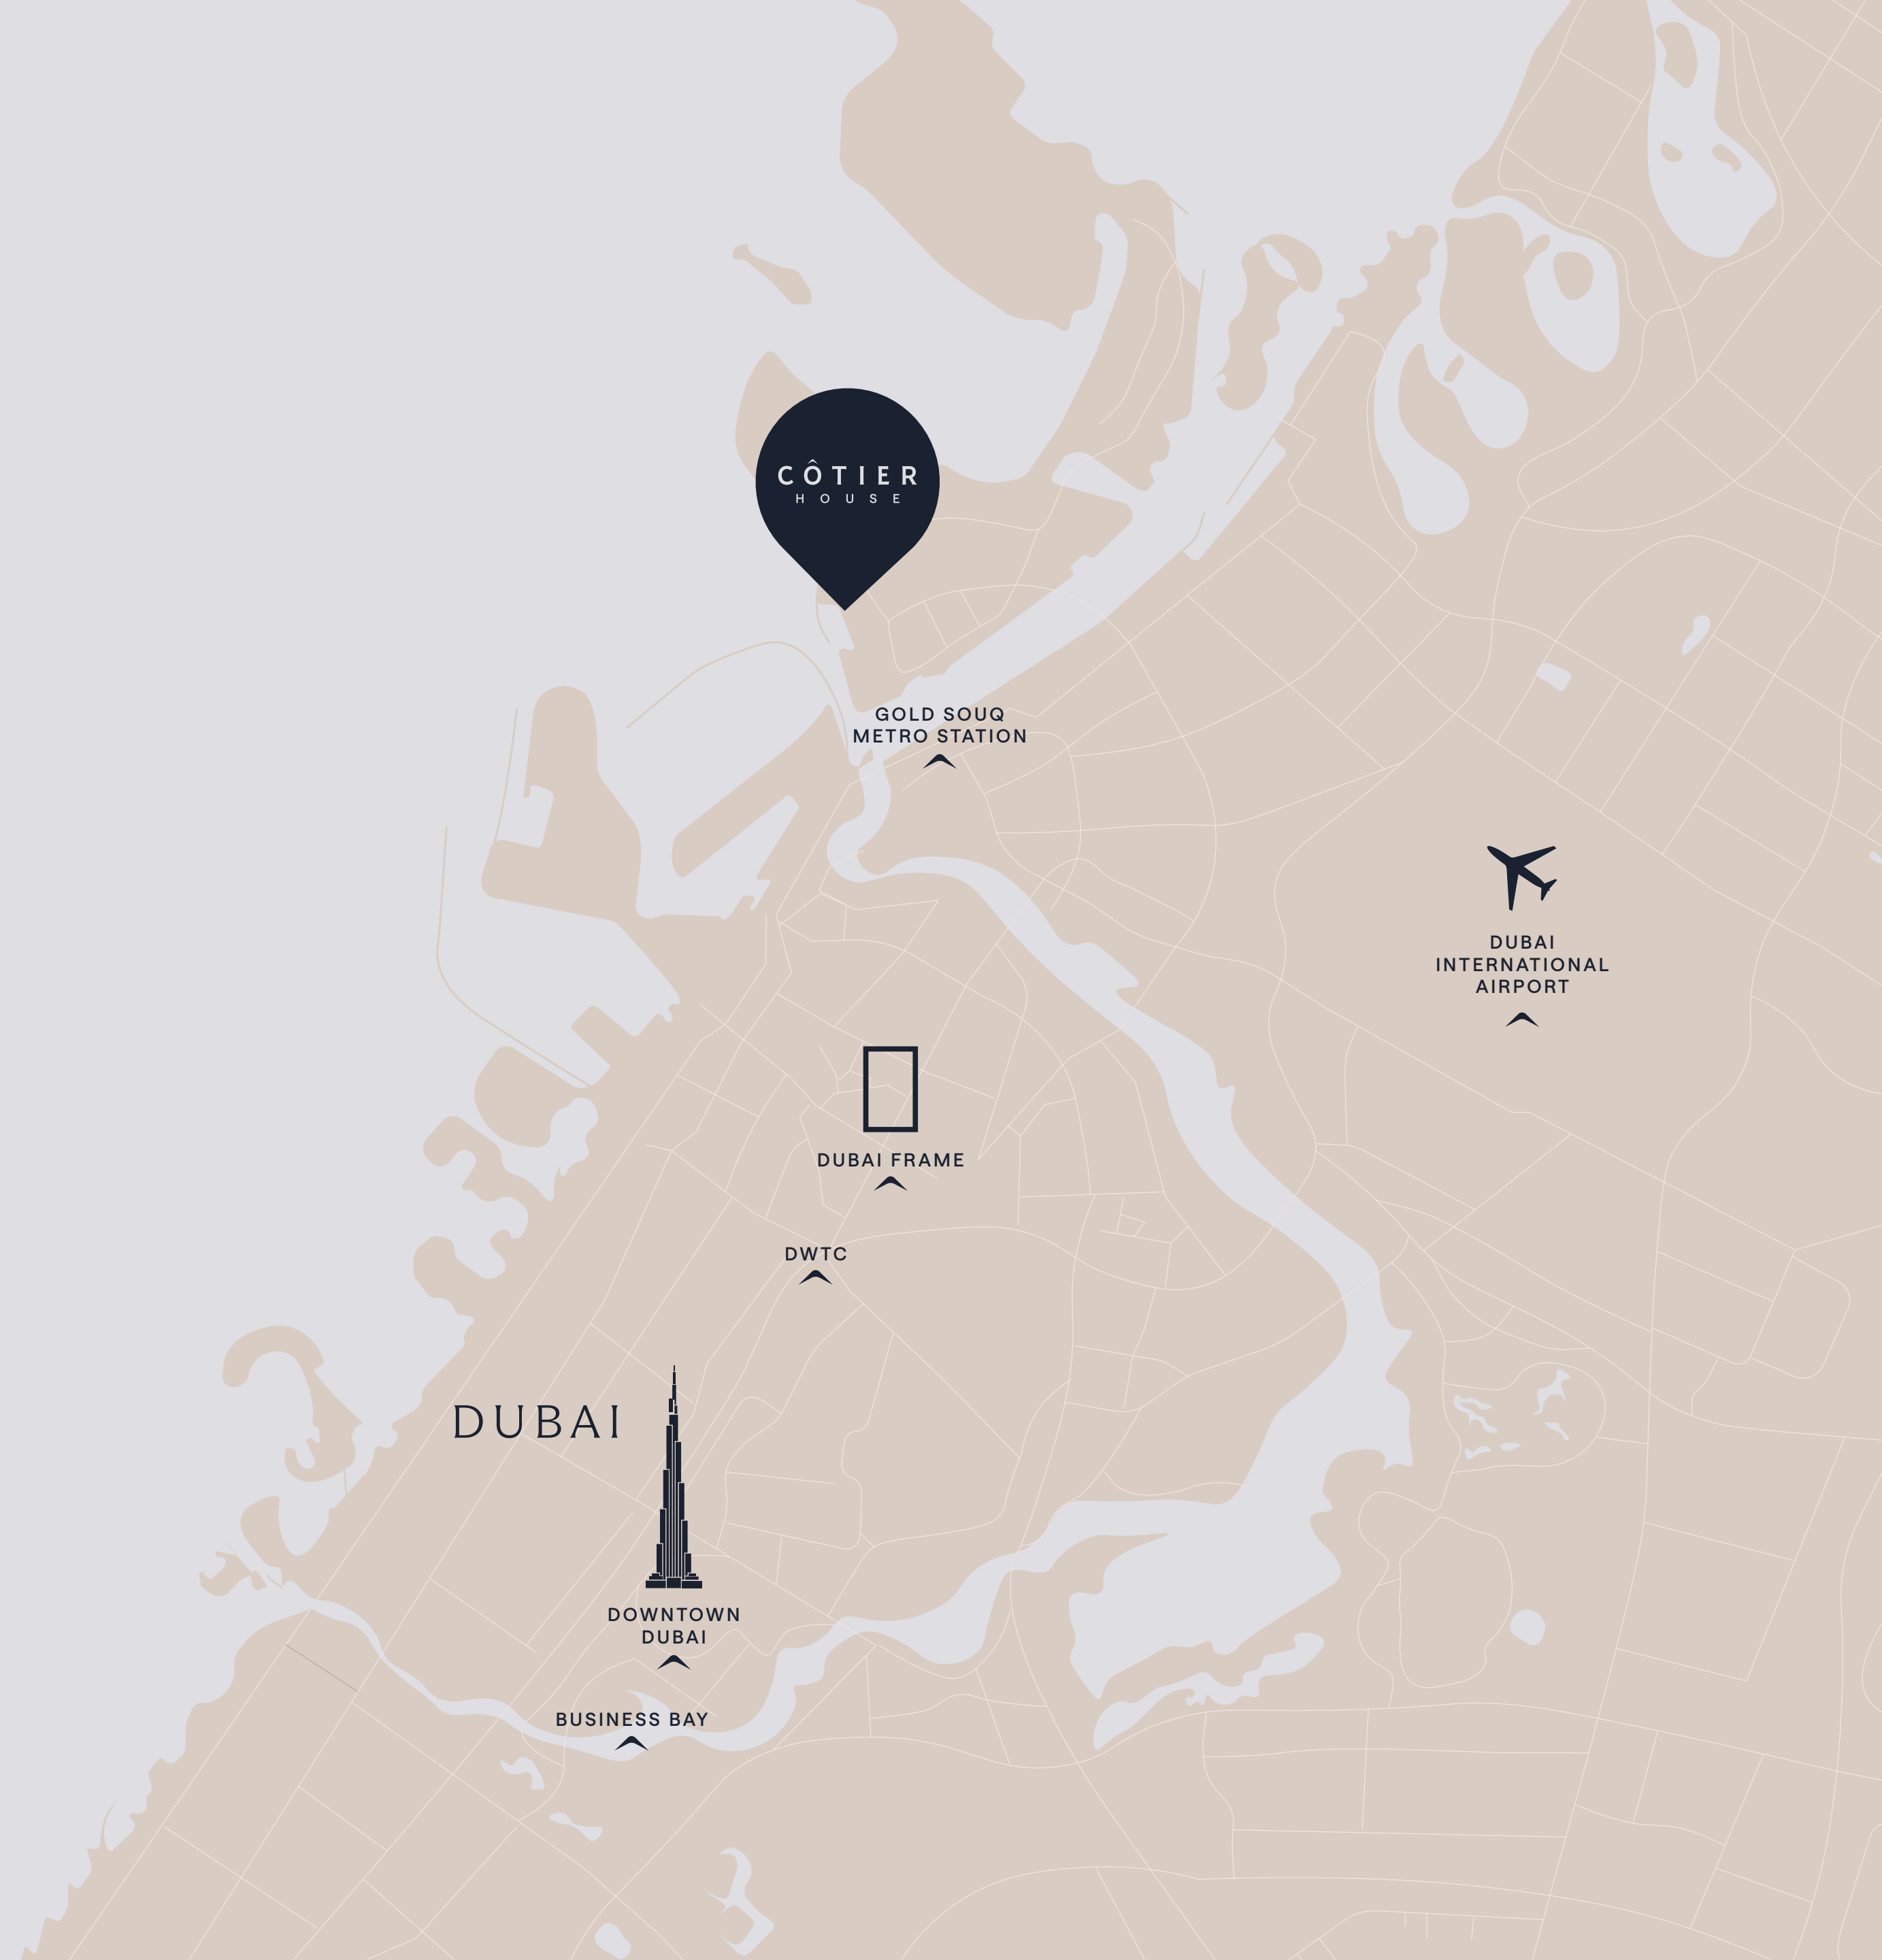 CÔTIER
HOUSE
GOLD SOUQ
METRO STATION
DUBAI
INTERNATIONAL
AIRPORT
DUBAI FRAME
DWTC
DUBAI
DOWNTOWN
DUBAI
BUSINESS BAY